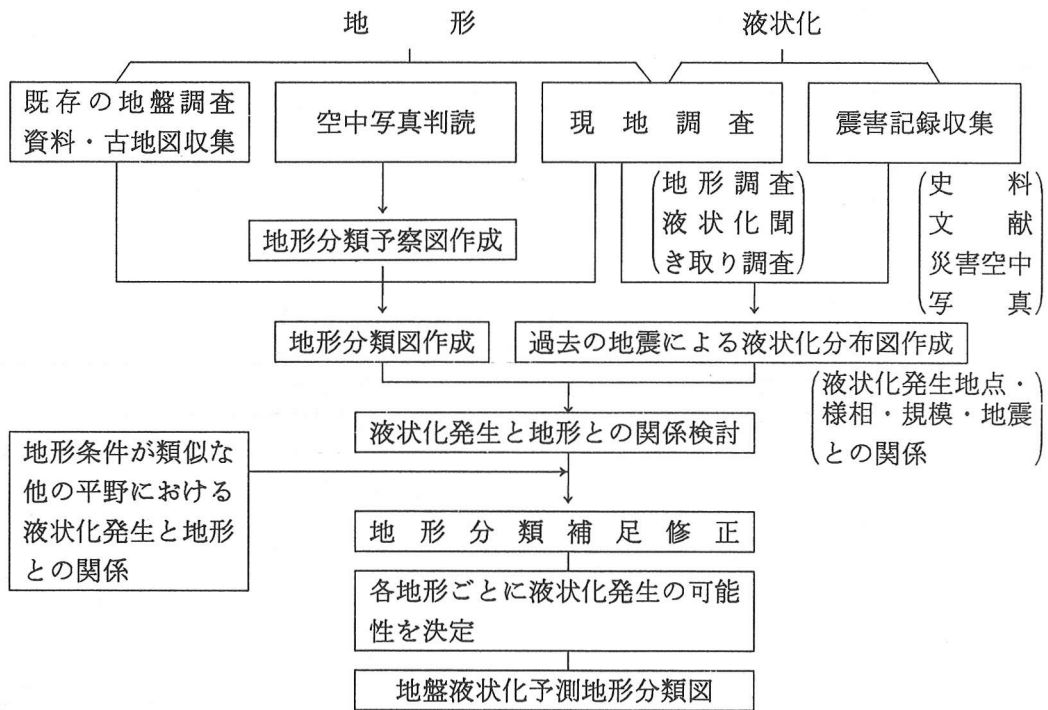 地形
液状化
既存の地盤調査
資料・古地図収集
空中写真判読
現地調査
震害記録収集
地形調査
液状化聞
き取り調査
史料
文献
災害空中
写真
地形分類予察図作成
地形分類図作成
過去の地震による液状化分布図作成
液状化発生地点・
様相・規模・地震
との関係
液状化発生と地形との関係検討
地形条件が類似な
他の平野における
液状化発生と地形
との関係
地形分類補足修正
各地形ごとに液状化発生の可能
性を決定
地盤液状化予測地形分類図